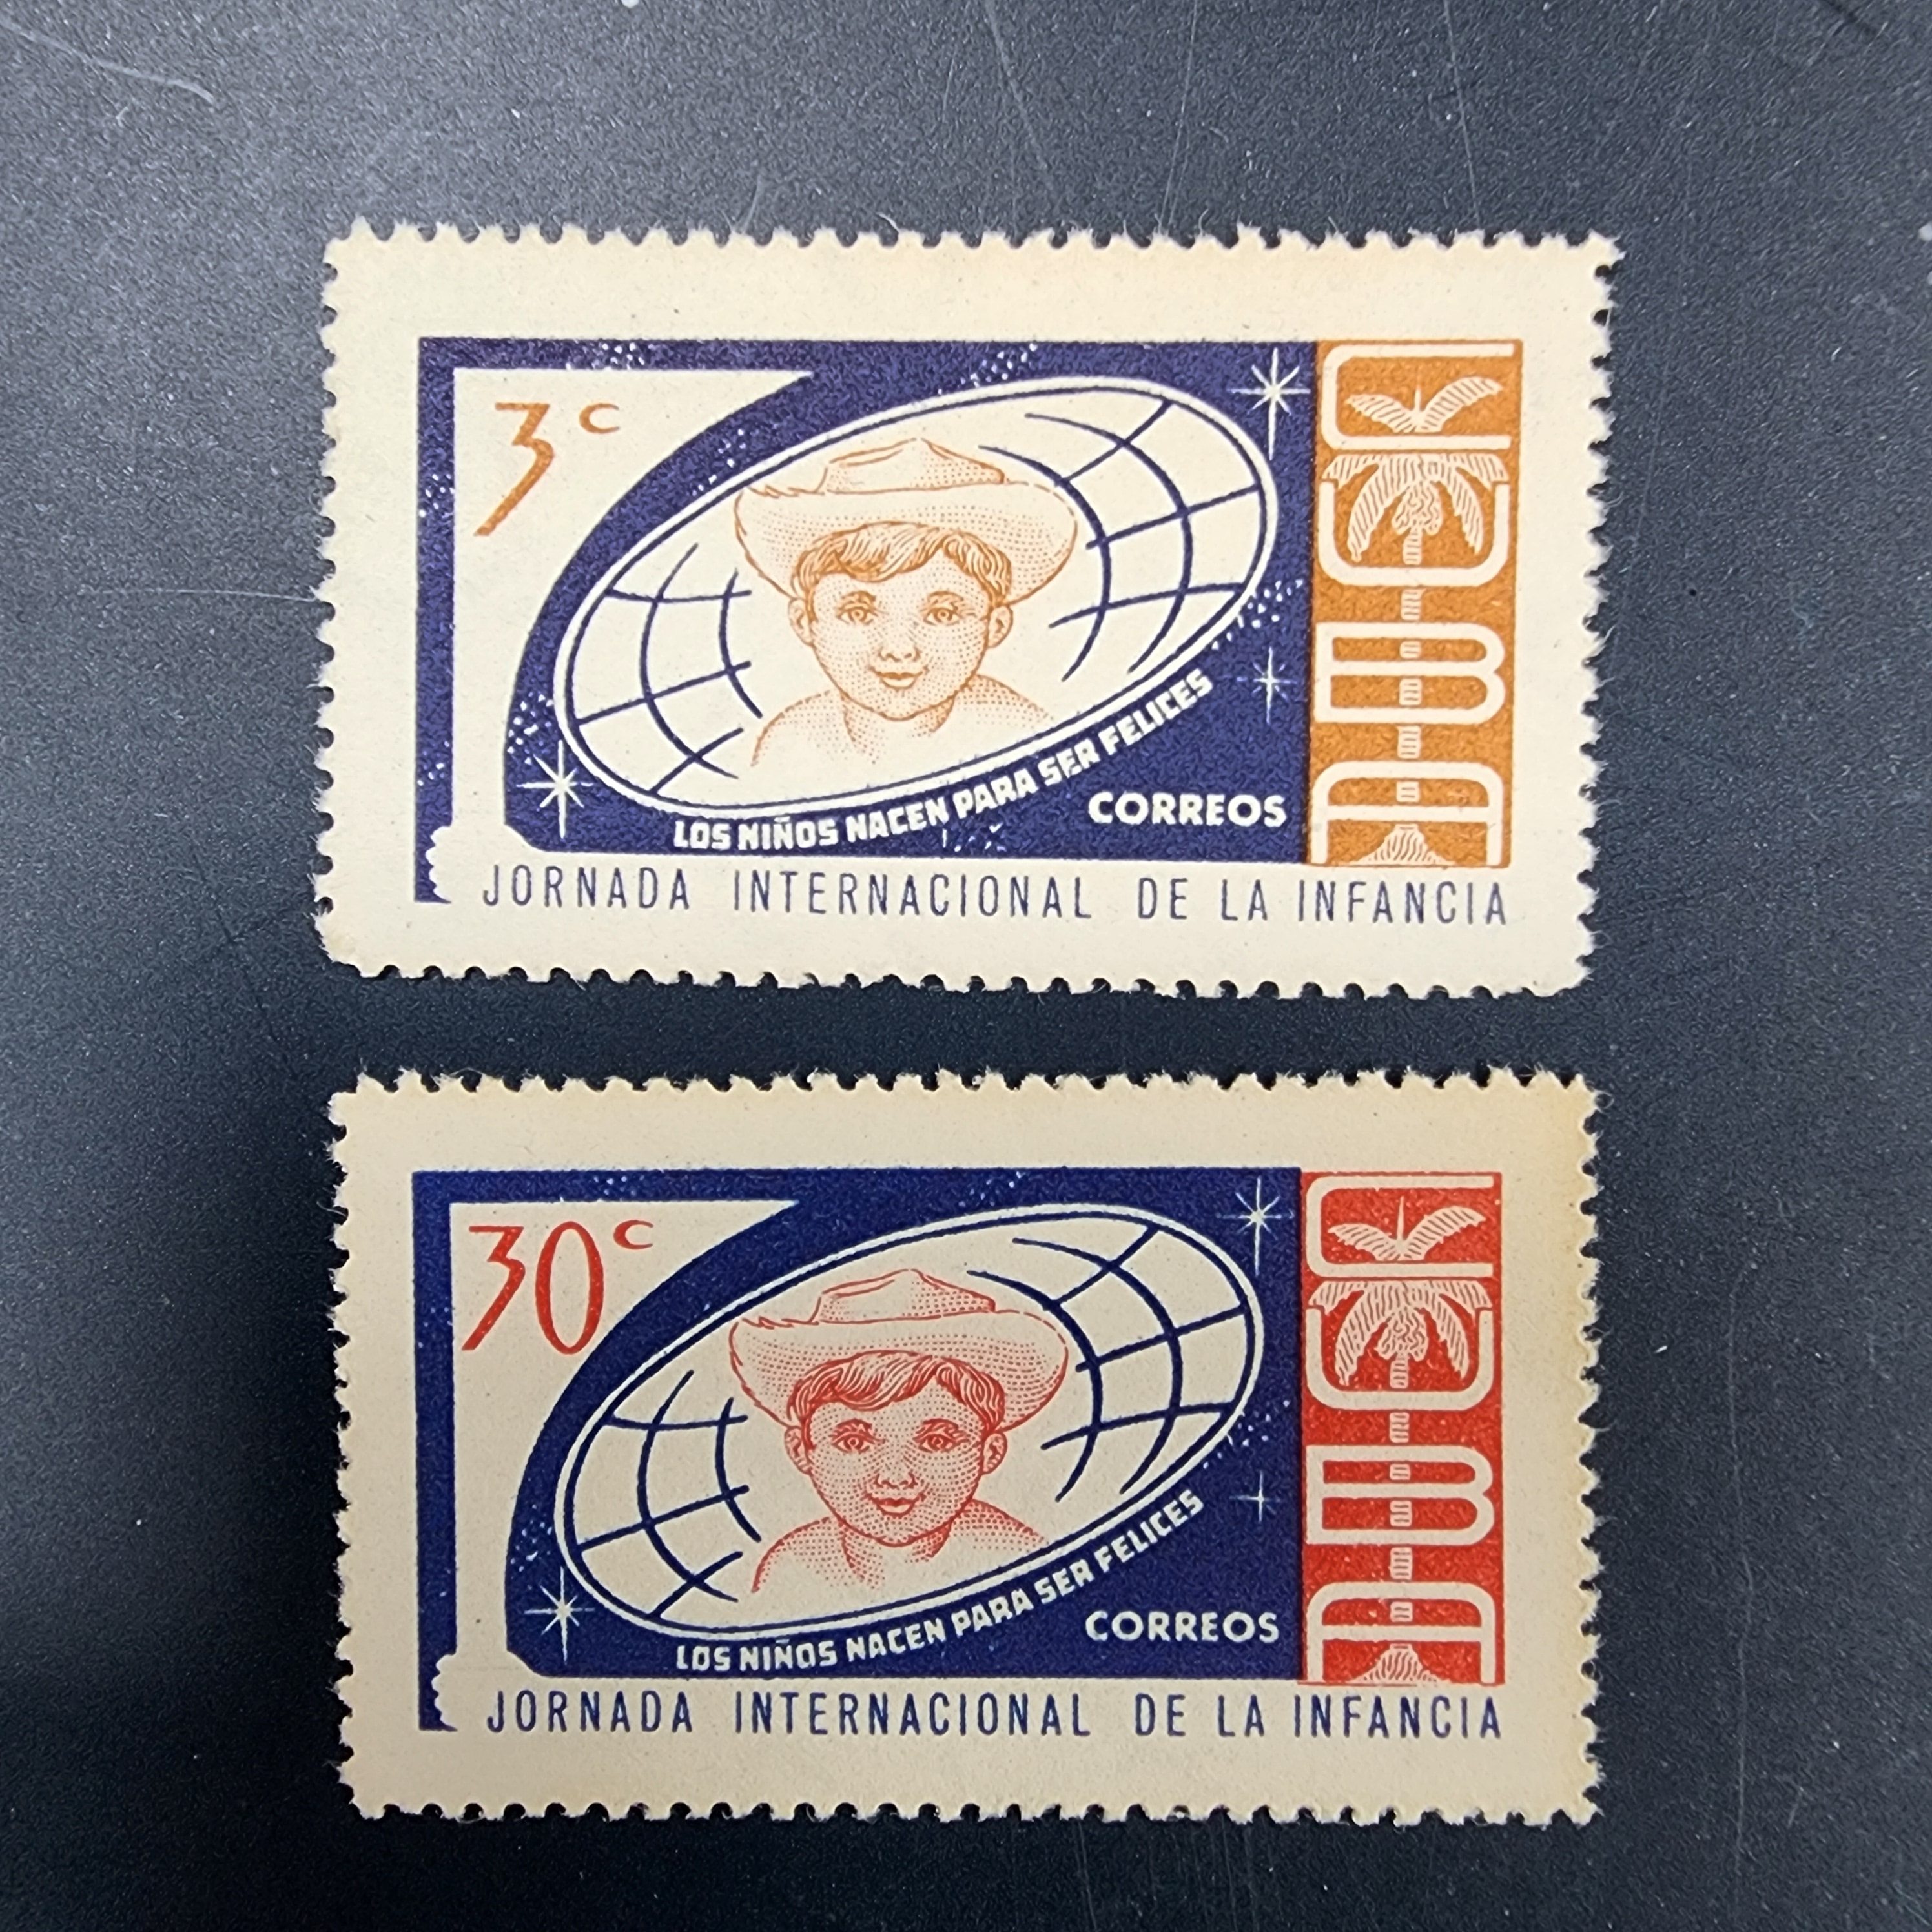 3c
LOS NIÑOS NACEN PARA SER FELICES
CORREOS
CUBA
JORNADA INTERNACIONAL DE LA INFANCIA
30c
LOS NIÑOS NACEN PARA SER FELICES
CORREOS
CUBA
JORNADA INTERNACIONAL DE LA INFANCIA